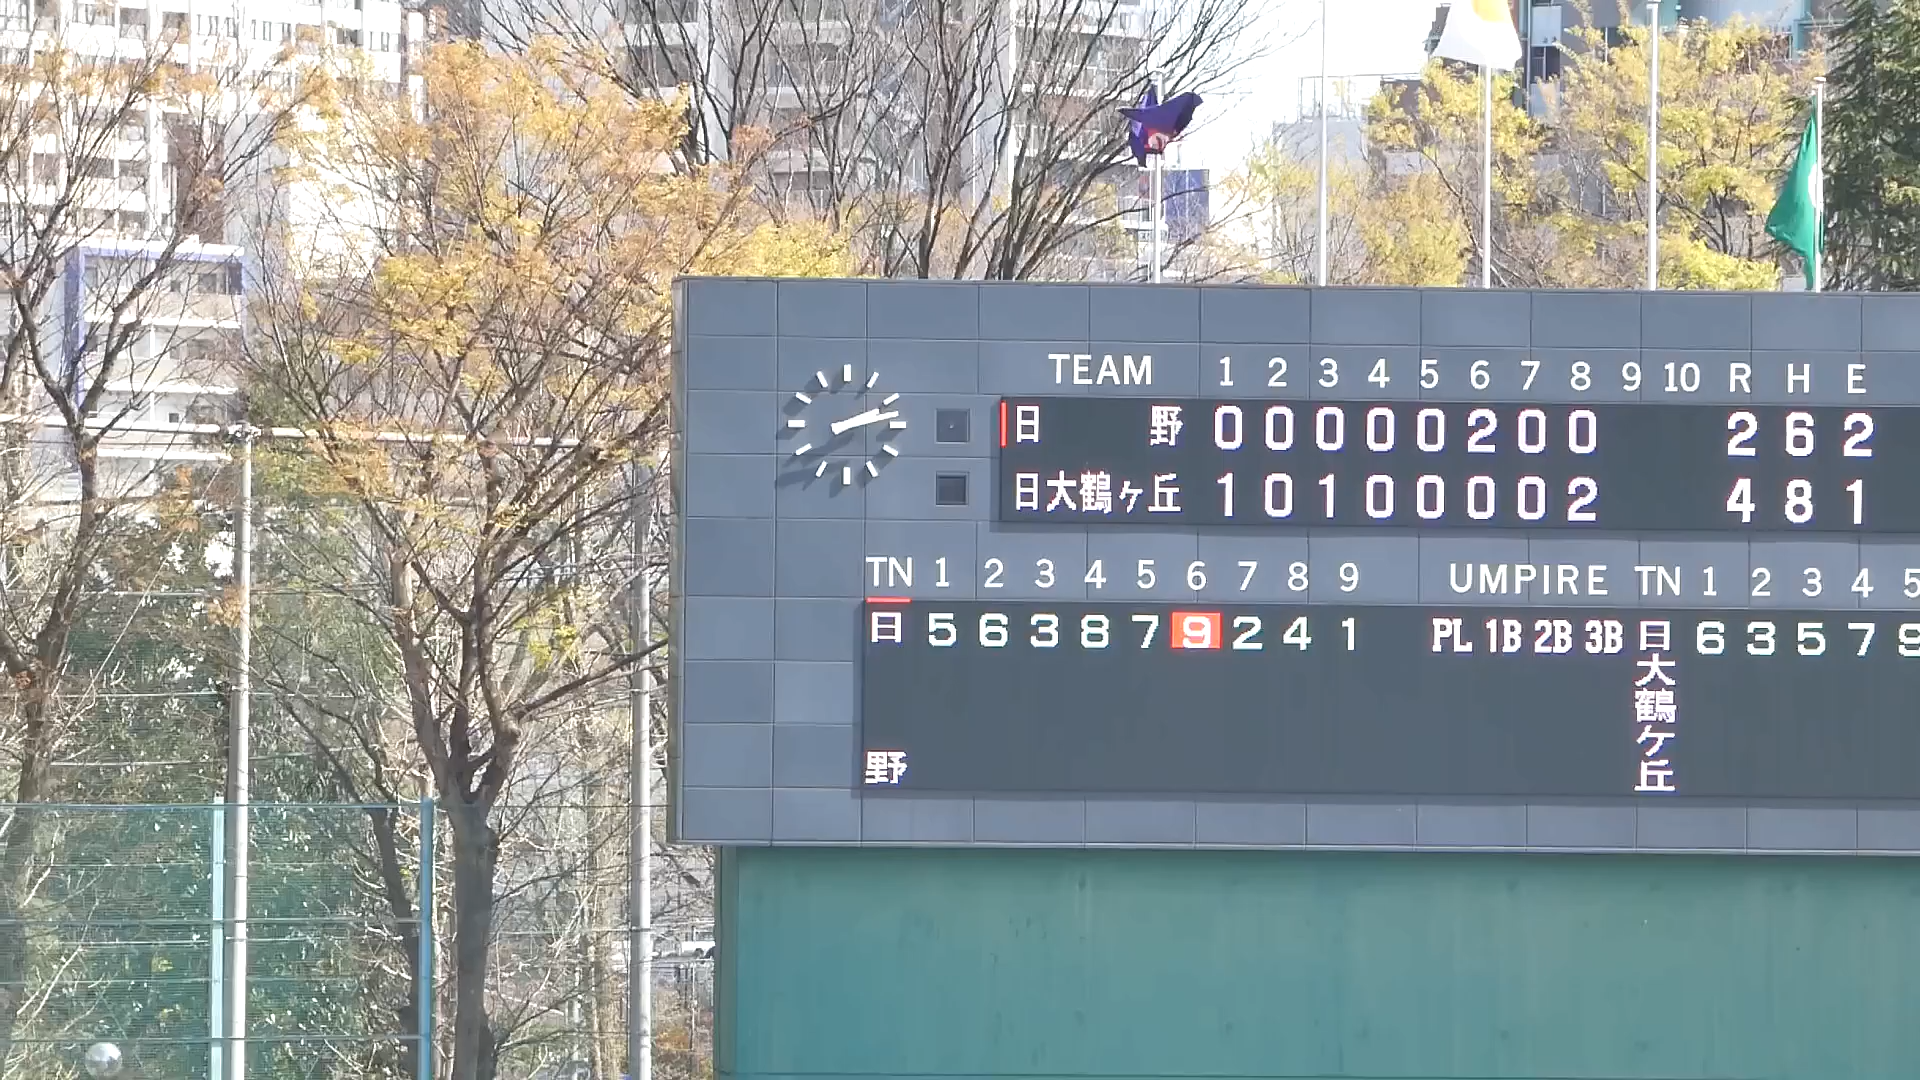 TEAM 1 2 3 4 5 6 7 8 9 10 R H E
日 野 0 0 0 0 0 2 0 0 2 6 2
日大鶴ヶ丘 1 0 1 0 0 0 0 2 4 8 1
TN 1 2 3 4 5 6 7 8 9 UMPIRE TN 1 2 3 4 5
日野 5 6 3 8 7 9 2 4 1 PL 1B 2B 3B 日大鶴ケ丘 6 3 5 7 9